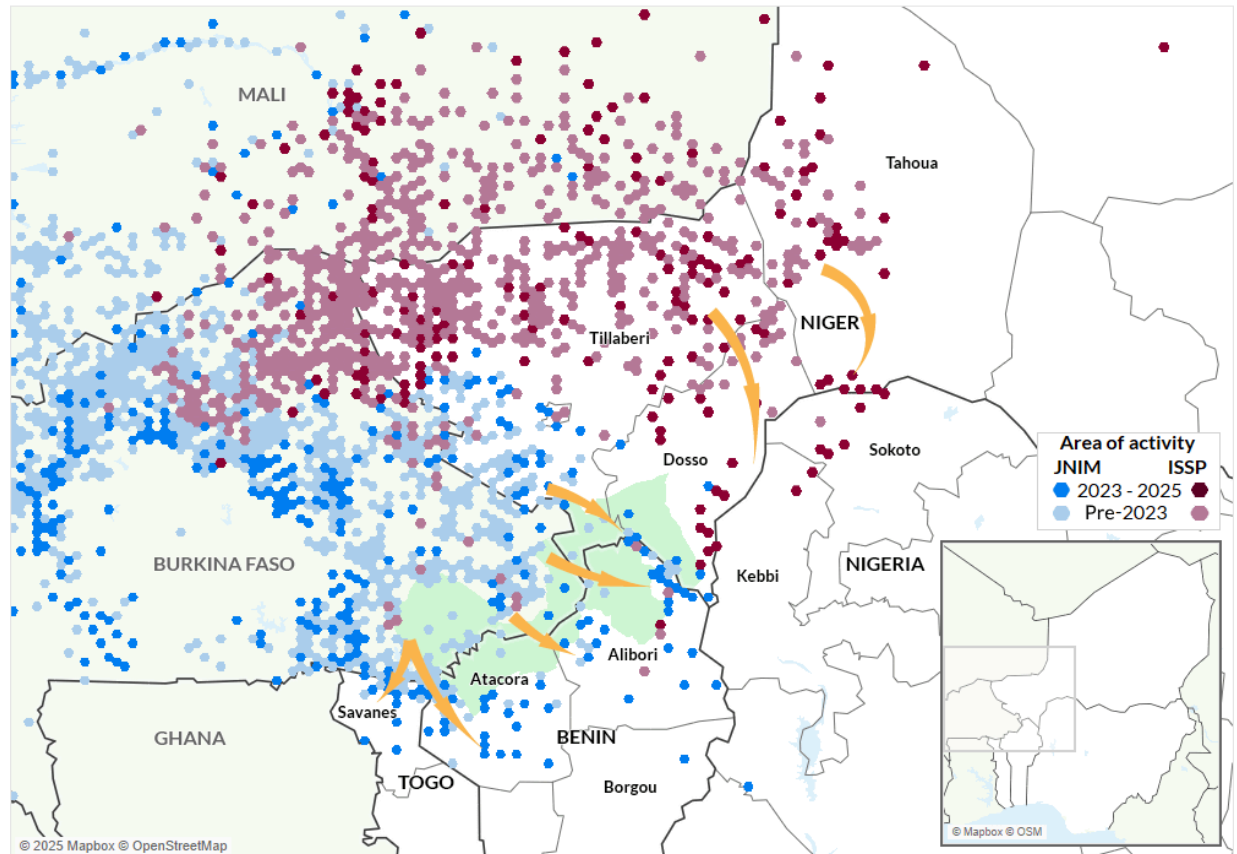 MALI
Tahoua
NIGER
Tillaberi
Area of activity
JNIM ISSP
2023 - 2025
Pre-2023
Sokoto
Dosso
BURKINA FASO
Kebbi
NIGERIA
Alibori
Atacora
Savanes
GHANA
BENIN
TOGO
Borgou
© Mapbox © OSM
© 2025 Mapbox © OpenStreetMap